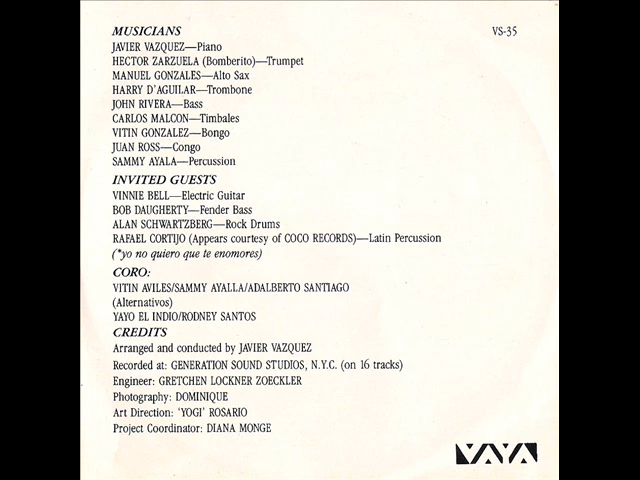 MUSICIANS
VS-35
JAVIER VAZQUEZ—Piano
HECTOR ZARZUELA (Bomberito)—Trumpet
MANUEL GONZALES—Alto Sax
HARRY D'AGUILAR—Trombone
JOHN RIVERA—Bass
CARLOS MALCON—Timbales
VITIN GONZALEZ—Bongo
JUAN ROSS—Congo
SAMMY AYALA—Percussion
INVITED GUESTS
VINNIE BELL—Electric Guitar
BOB DAUGHERTY—Fender Bass
ALAN SCHWARTZBERG—Rock Drums
RAFAEL CORTIJO (Appears courtesy of COCO RECORDS)—Latin Percussion
(*yo no quiero que te enomores)
CORO:
VITIN AVILES/SAMMY AYALLA/ADALBERTO SANTIAGO
(Alternativos)
YAYO EL INDIO/RODNEY SANTOS
CREDITS
Arranged and conducted by JAVIER VAZQUEZ
Recorded at: GENERATION SOUND STUDIOS, N.Y.C. (on 16 tracks)
Engineer: GRETCHEN LOCKNER ZOECKLER
Photography: DOMINIQUE
Art Direction: 'YOGI' ROSARIO
Project Coordinator: DIANA MONGE
VAYA